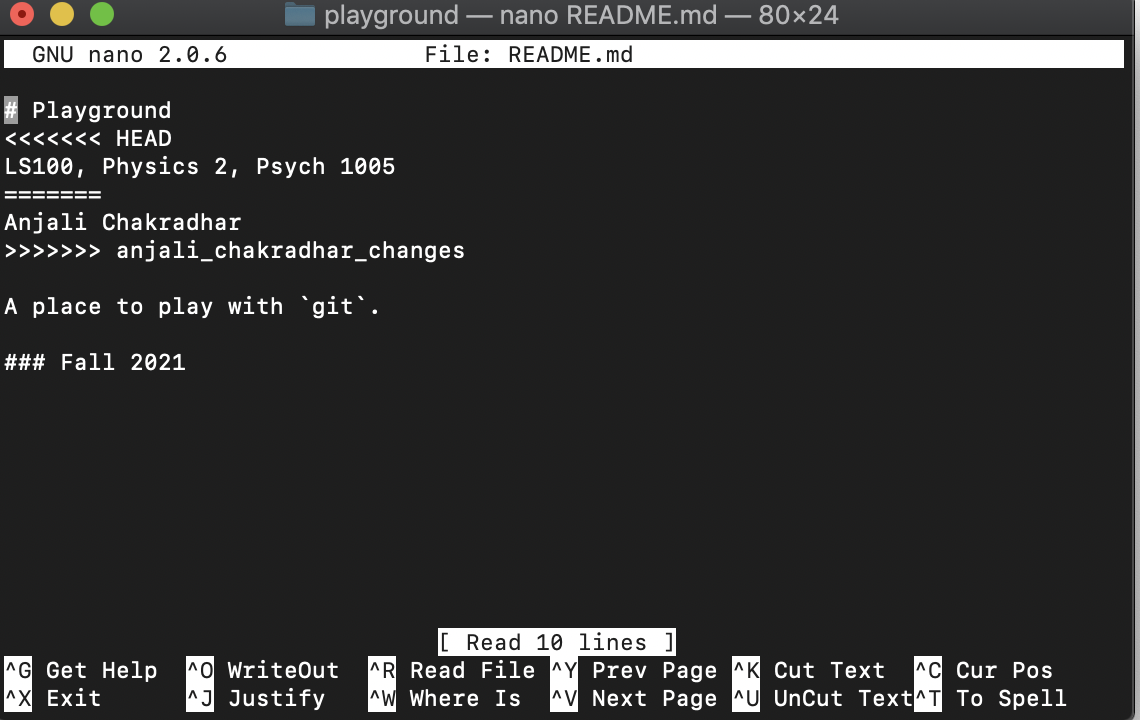 playground — nano README.md — 80×24
GNU nano 2.0.6 File: README.md
# Playground
<<<<<<< HEAD
LS100, Physics 2, Psych 1005
=======
Anjali Chakradhar
>>>>>>> anjali_chakradhar_changes
A place to play with `git`.
### Fall 2021
[ Read 10 lines ]
^G Get Help ^O WriteOut ^R Read File ^Y Prev Page ^K Cut Text ^C Cur Pos
^X Exit ^J Justify ^W Where Is ^V Next Page ^U UnCut Text ^T To Spell